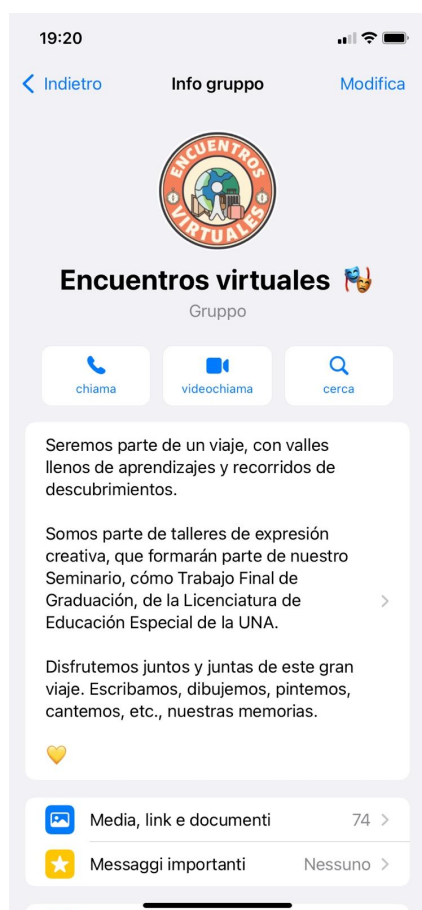 19:20
Indietro
Info gruppo
Modifica
ENCUENTROS
VIRTUALES
Encuentros virtuales 🎭
Gruppo
chiama
videochiama
cerca
Seremos parte de un viaje, con valles
llenos de aprendizajes y recorridos de
descubrimientos.
Somos parte de talleres de expresión
creativa, que formarán parte de nuestro
Seminario, cómo Trabajo Final de
Graduación, de la Licenciatura de
Educación Especial de la UNA.
Disfrutemos juntos y juntas de este gran
viaje. Escribamos, dibujemos, pintemos,
cantemos, etc., nuestras memorias.
💛
Media, link e documenti 74
Messaggi importanti Nessuno